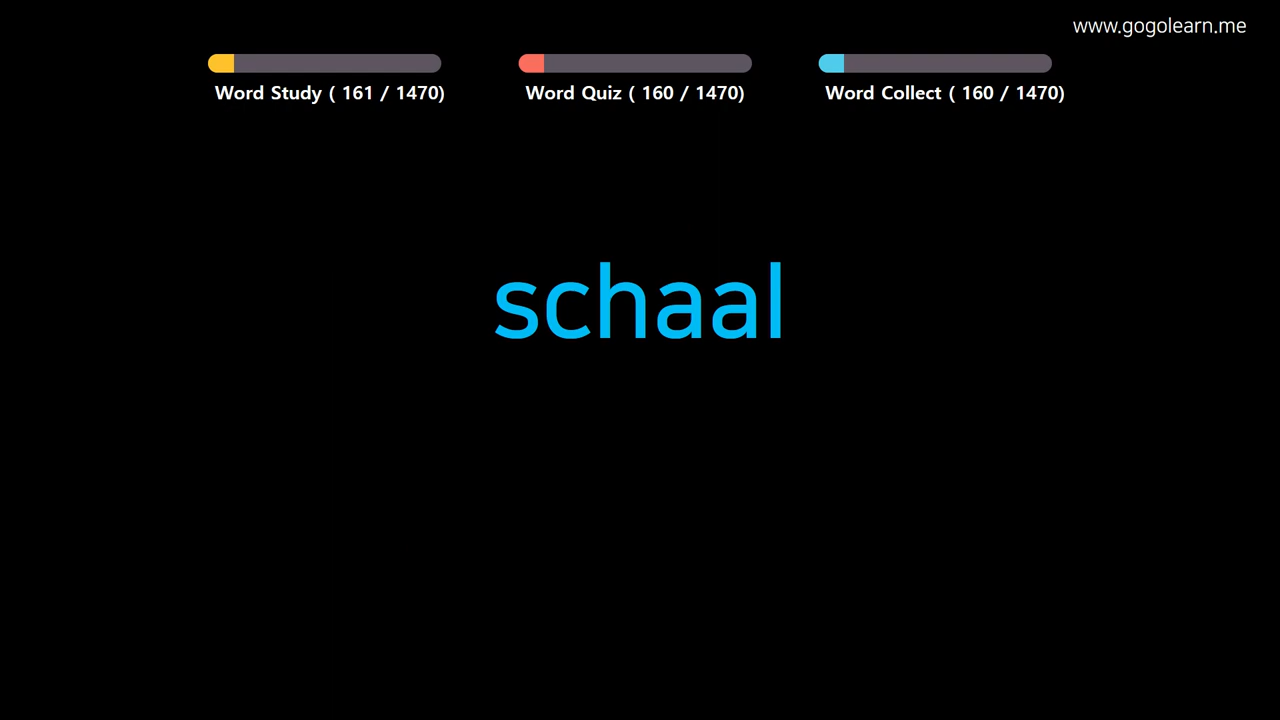 www.gogolearn.me
Word Study ( 161 / 1470)
Word Quiz ( 160 / 1470)
Word Collect ( 160 / 1470)
schaal